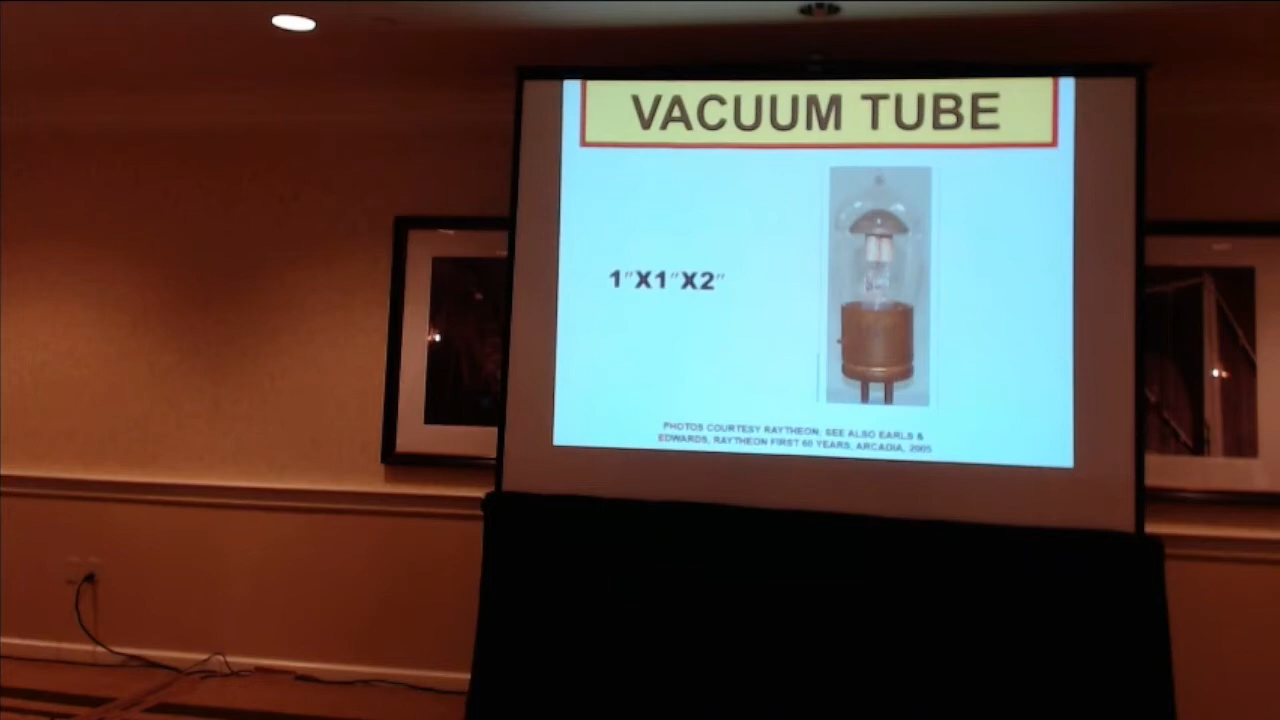 VACUUM TUBE
1"X1"X2"
PHOTOS COURTESY RAYTHEON, SEE ALSO EARLS &
EDWARDS, RAYTHEON FIRST 60 YEARS, ARCADIA, 2005